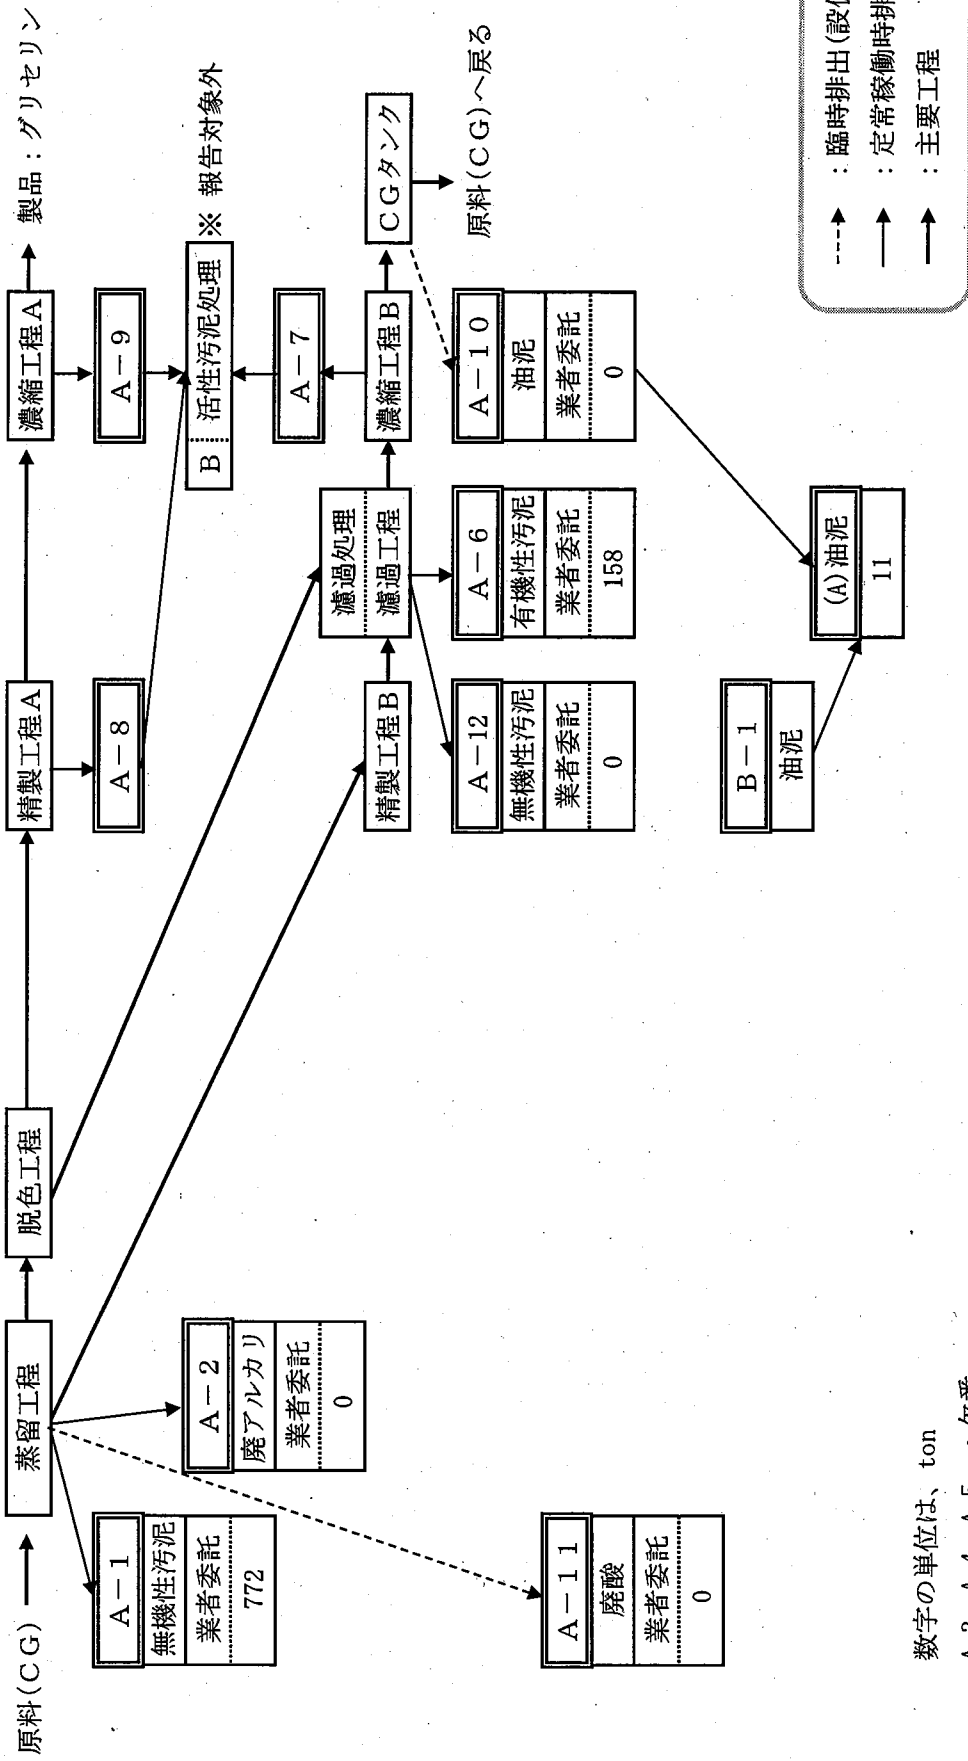 原料(CG)
蒸留工程
脱色工程
精製工程A
濃縮工程A
製品：グリセリン
A－1
無機性汚泥
業者委託
772
A－2
廃アルカリ
業者委託
0
A－11
廃酸
業者委託
0
A－8
A－9
B
活性汚泥処理
※ 報告対象外
A－7
濾過処理
濾過工程
精製工程B
濃縮工程B
CGタンク
原料(CG)へ戻る
A－12
無機性汚泥
業者委託
0
A－6
有機性汚泥
業者委託
158
A－10
油泥
業者委託
0
B－1
油泥
(A)油泥
11
：臨時排出(設
：定常稼働時排
：主要工程
数字の単位は、ton